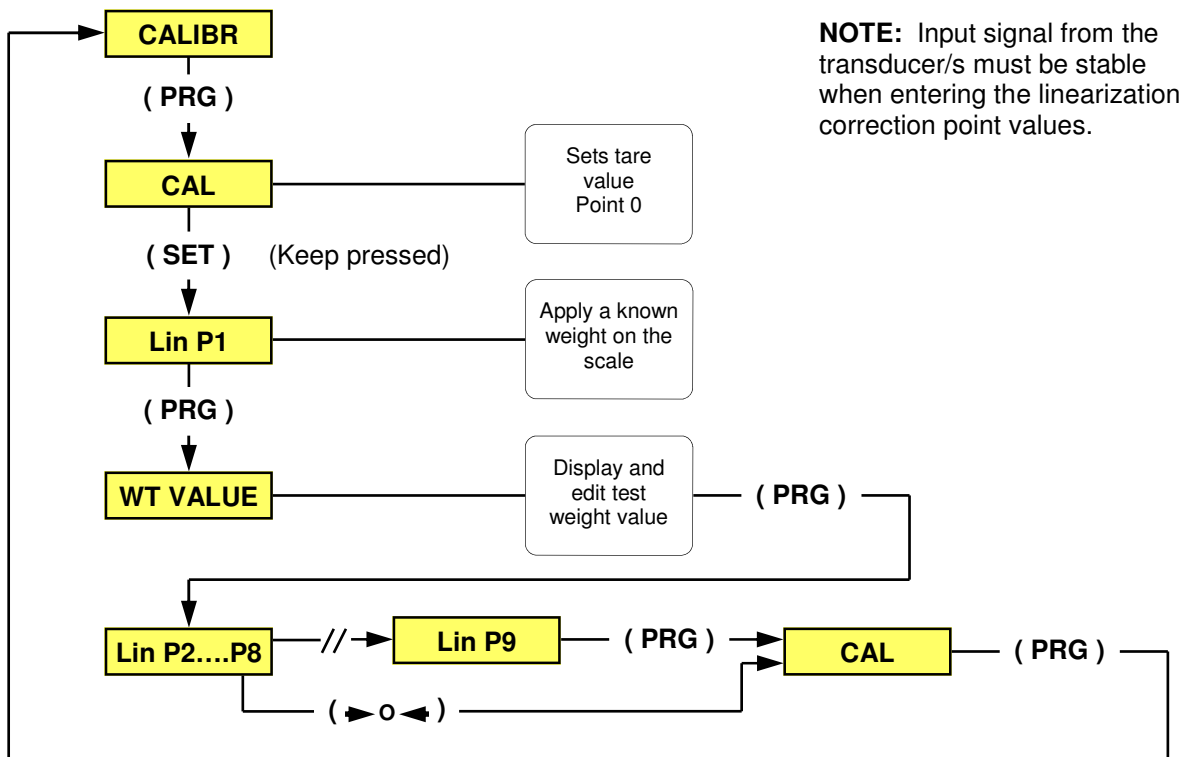 CALIBR
NOTE: Input signal from the
transducer/s must be stable
when entering the linearization
correction point values.
( PRG )
CAL
Sets tare
value
Point 0
( SET ) (Keep pressed)
Lin P1
Apply a known
weight on the
scale
( PRG )
WT VALUE
Display and
edit test
weight value
( PRG )
Lin P2....P8
//
Lin P9
( PRG )
CAL
( PRG )
( ➤o◄ )